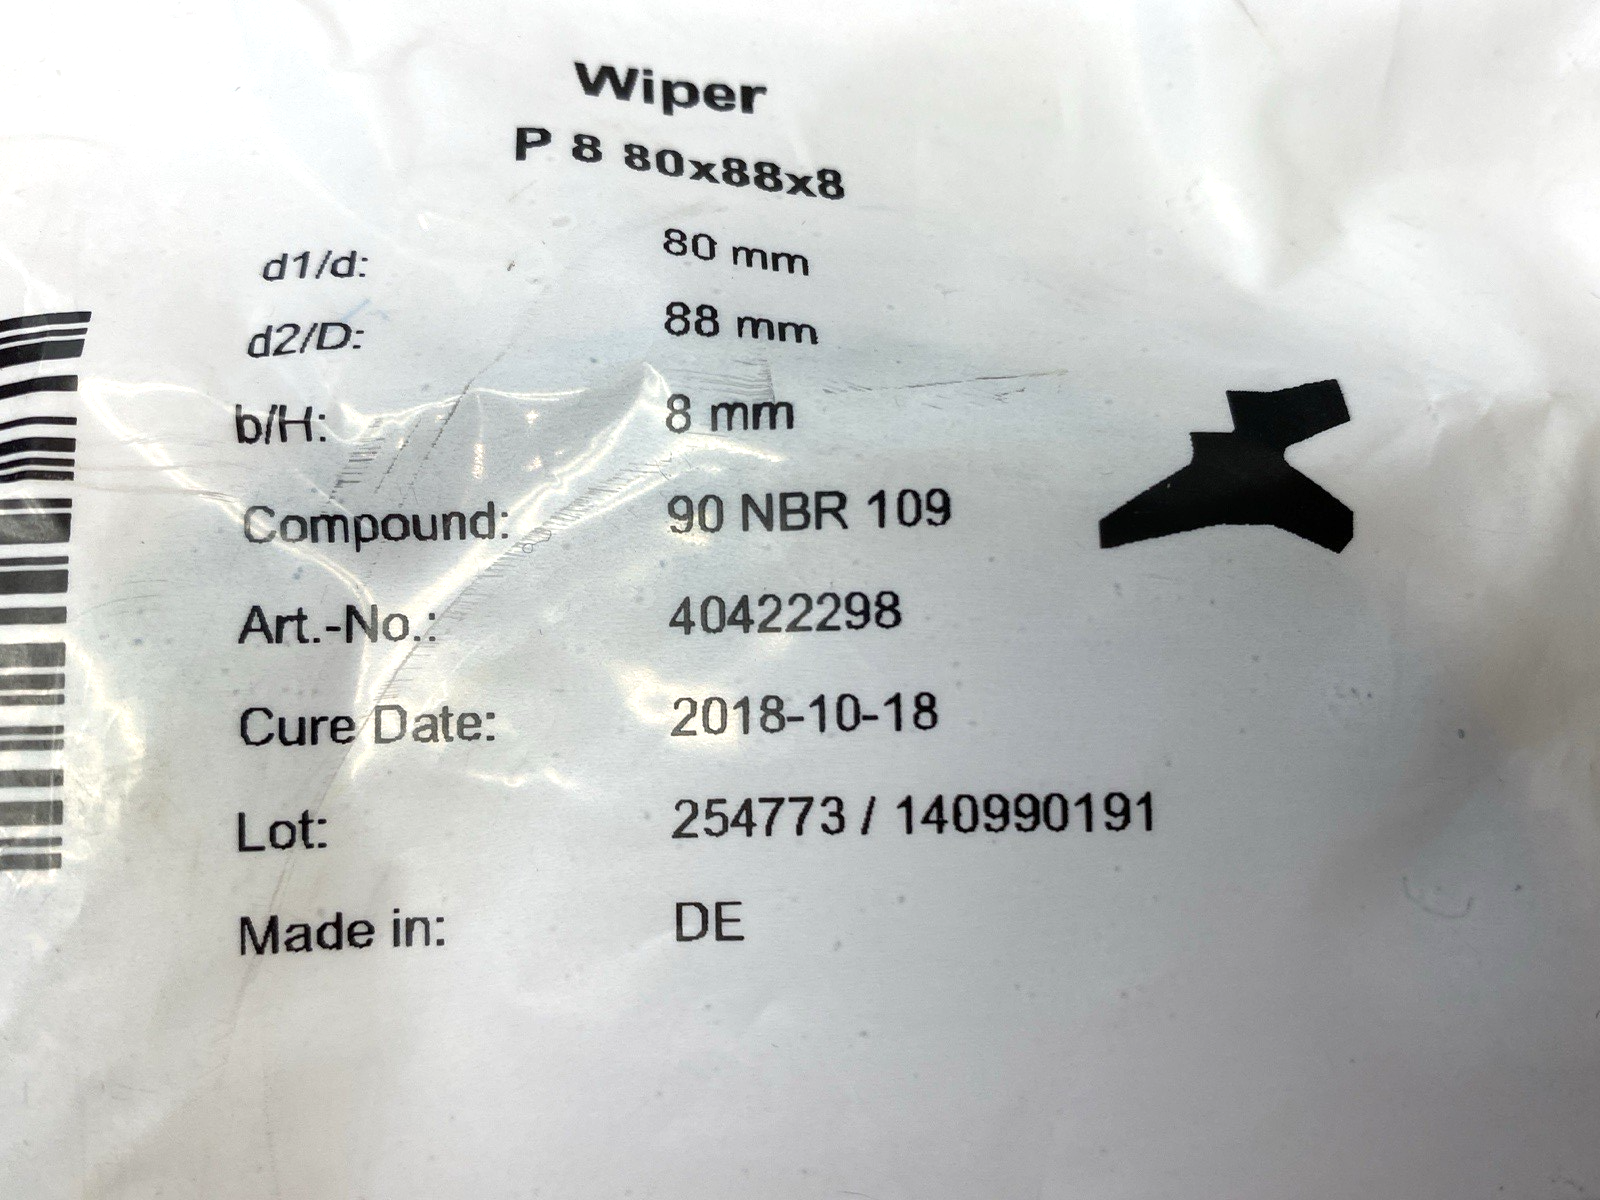 Wiper
P 8 80x88x8
d1/d: 80 mm
d2/D: 88 mm
b/H: 8 mm
Compound: 90 NBR 109
Art.-No.: 40422298
Cure Date: 2018-10-18
Lot: 254773 / 140990191
Made in: DE